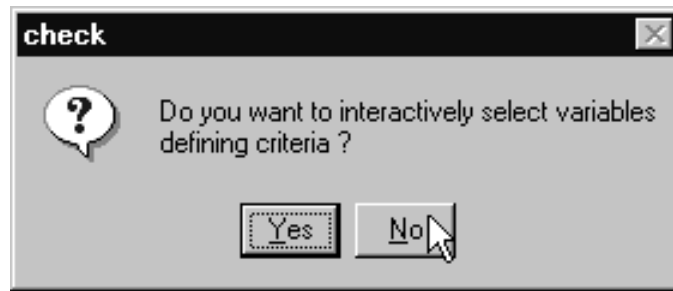 check
Do you want to interactively select variables
defining criteria ?
Yes No